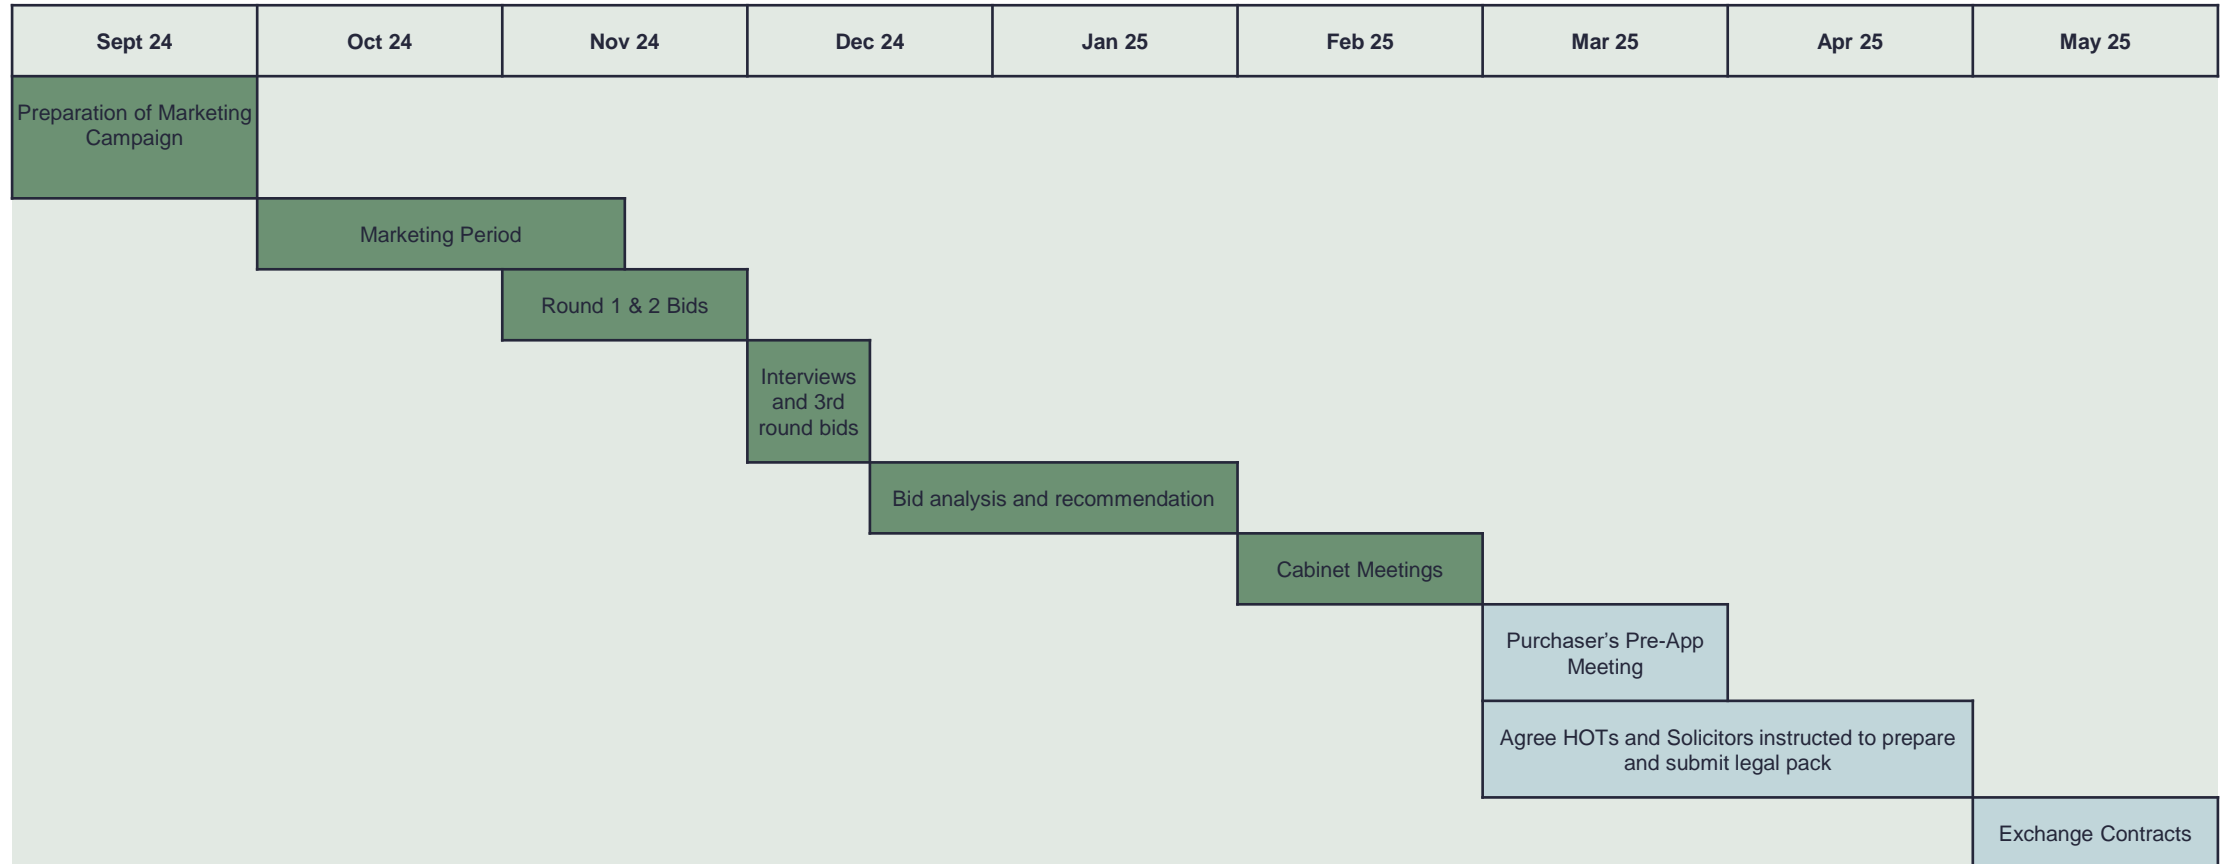 Sept 24
Oct 24
Nov 24
Dec 24
Jan 25
Feb 25
Mar 25
Apr 25
May 25
Preparation of Marketing
Campaign
Marketing Period
Round 1 & 2 Bids
Interviews
and 3rd
round bids
Bid analysis and recommendation
Cabinet Meetings
Purchaser’s Pre-App
Meeting
Agree HOTs and Solicitors instructed to prepare
and submit legal pack
Exchange Contracts